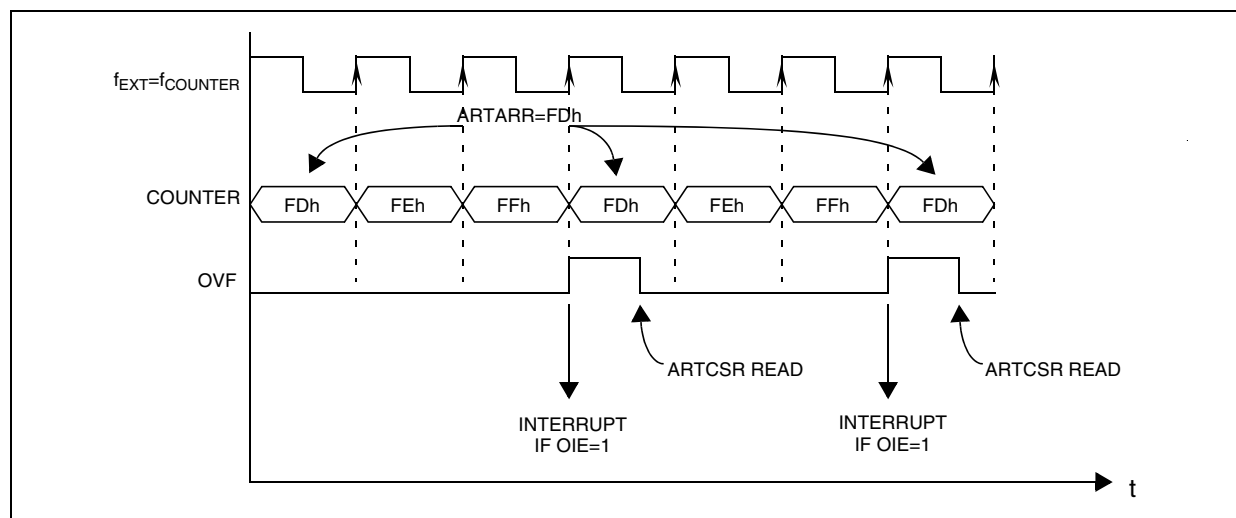 fEXT=fCOUNTER
ARTARR=FDh
COUNTER
FDh FEh FFh FDh FEh FFh FDh
OVF
ARTCSR READ ARTCSR READ
INTERRUPT INTERRUPT
IF OIE=1 IF OIE=1
t